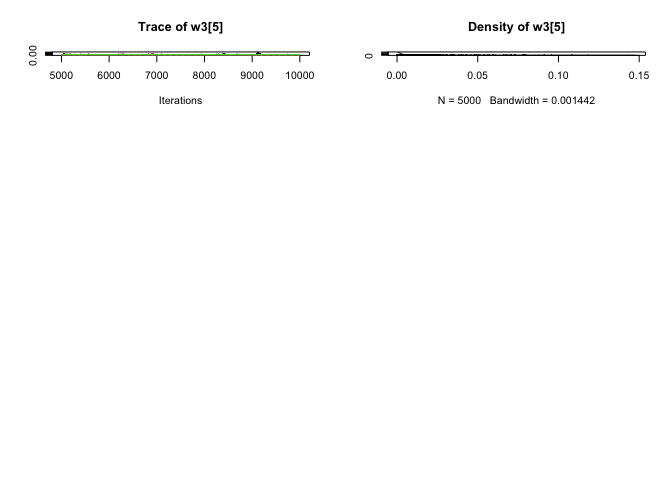 Trace of w3[5]
0.00
5000 6000 7000 8000 9000 10000
Iterations
Density of w3[5]
0
0.00 0.05 0.10 0.15
N = 5000 Bandwidth = 0.001442